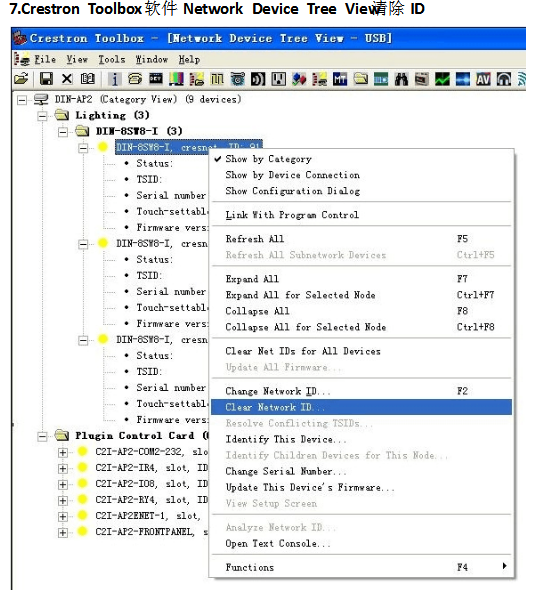 7.Crestron Toolbox软件 Network Device Tree View清除 ID
Crestron Toolbox - [Network Device Tree View - USB]
File View Tools Window Help
DIN-AP2 (Category View) (9 devices)
Lighting (3)
DIN-8SW8-I (3)
DIN-8SW8-I, cresnet, ID: 91
Status:
TSID:
Serial number
Touch-settabl
Firmware vers
DIN-8SW8-I, cresn
Status:
TSID:
Serial number
Touch-settabl
Firmware vers
DIN-8SW8-I, cresn
Status:
TSID:
Serial number
Touch-settabl
Firmware vers
Plugin Control Card (
C2I-AP2-COM2-232, slo
C2I-AP2-IR4, slot, ID
C2I-AP2-IO8, slot, ID
C2I-AP2-RY4, slot, ID
C2I-AP2ENET-1, slot,
C2I-AP2-FRONTPANEL, s
Show by Category
Show by Device Connection
Show Configuration Dialog
Link With Program Control
Refresh All F5
Refresh All Subnetwork Devices Ctrl+F5
Expand All F7
Expand All for Selected Node Ctrl+F7
Collapse All F8
Collapse All for Selected Node Ctrl+F8
Clear Net IDs for All Devices
Update All Firmware...
Change Network ID... F2
Clear Network ID...
Resolve Conflicting TSIDs...
Identify This Device...
Identify Children Devices for This Node...
Change Serial Number...
Update This Device's Firmware...
View Setup Screen
Analyze Network ID...
Open Text Console...
Functions F4